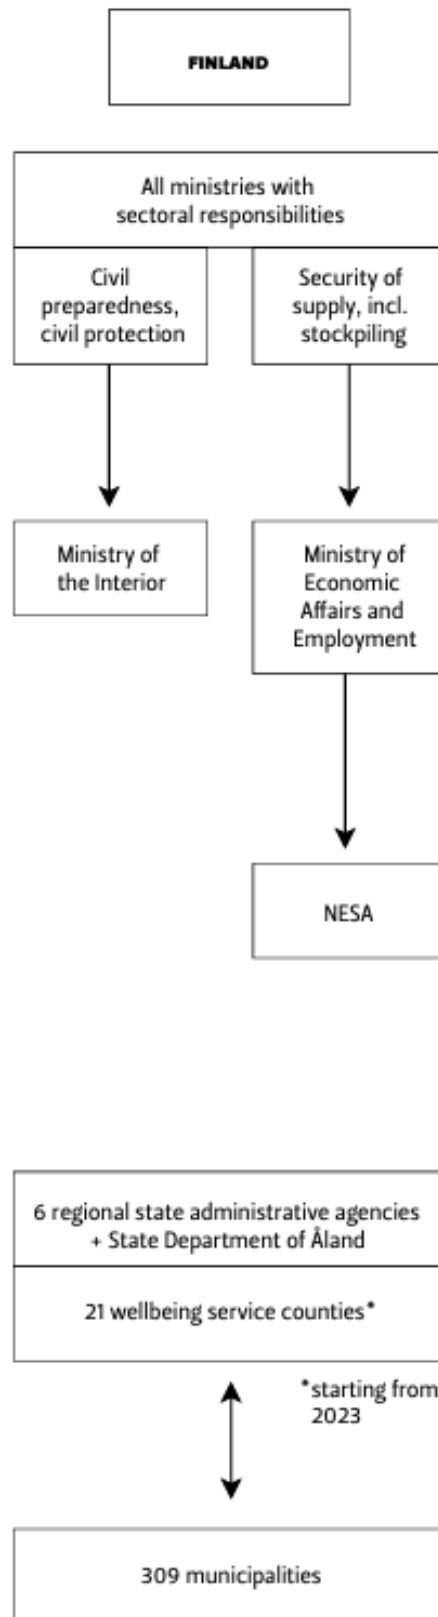 FINLAND
All ministries with
sectoral responsibilities
Civil
preparedness,
civil protection
Security of
supply, incl.
stockpiling
Ministry of
the Interior
Ministry of
Economic
Affairs and
Employment
NESA
6 regional state administrative agencies
+ State Department of Åland
21 wellbeing service counties*
*starting from
2023
309 municipalities